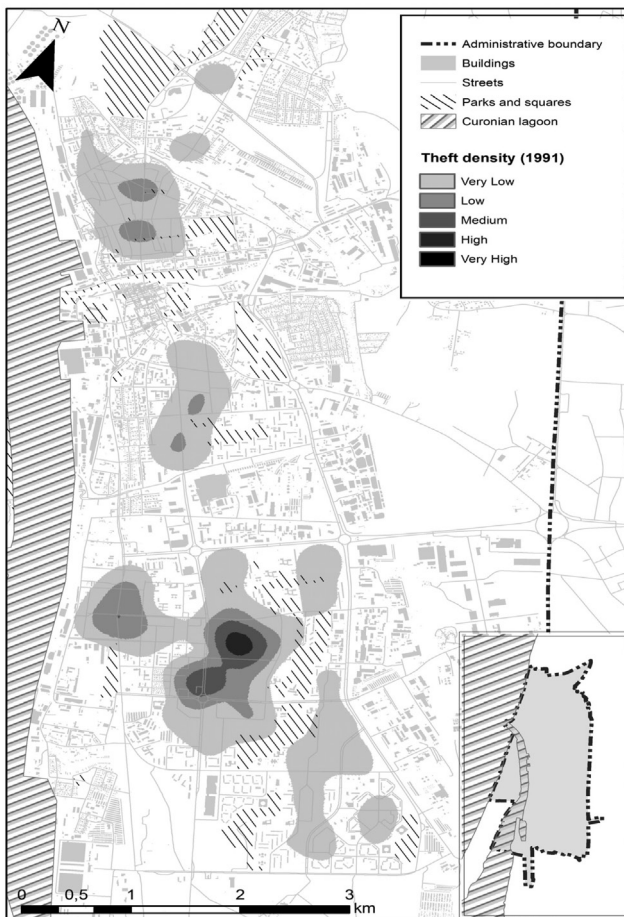 N
Administrative boundary
Buildings
Streets
Parks and squares
Curonian lagoon
Theft density (1991)
Very Low
Low
Medium
High
Very High
0 0,5 1 2 3
km